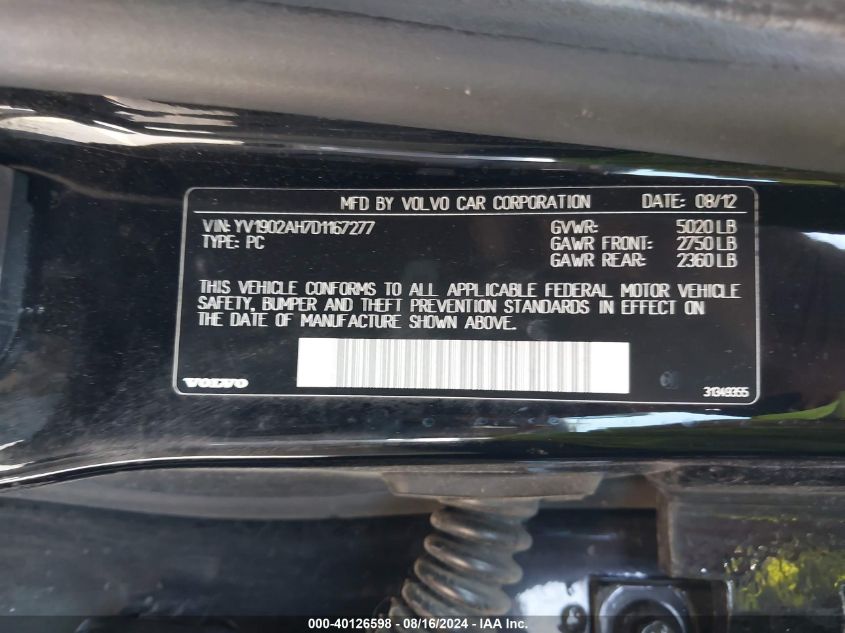 MFD BY VOLVO CAR CORPORATION DATE: 08/12
VIN: YV1902AH7D1167277 GVWR: 5020 LB
TYPE: PC GAWR FRONT: 2750 LB
GAWR REAR: 2360 LB
THIS VEHICLE CONFORMS TO ALL APPLICABLE FEDERAL MOTOR VEHICLE
SAFETY, BUMPER AND THEFT PREVENTION STANDARDS IN EFFECT ON
THE DATE OF MANUFACTURE SHOWN ABOVE.
VOLVO 31349355
000-40126598 - 08/16/2024 - IAA Inc.